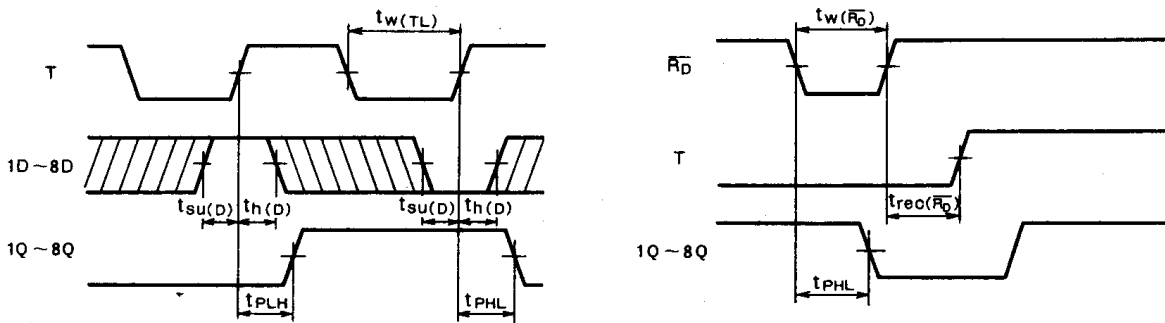 tw(TL)
T
1D~8D
tsu(D)
th(D)
tsu(D)
th(D)
1Q~8Q
tPLH
tPHL
tw(R̅D̅)
R̅D̅
T
trec(R̅D̅)
1Q~8Q
tPHL